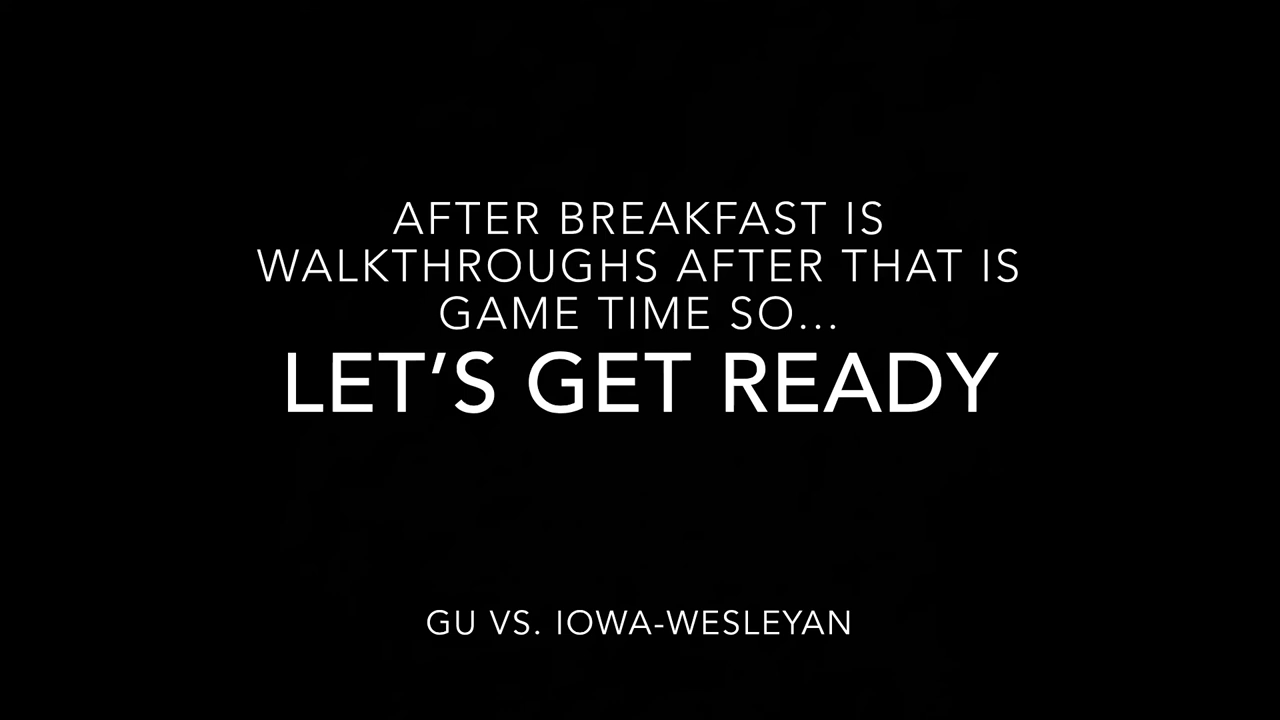 AFTER BREAKFAST IS
WALKTHROUGHS AFTER THAT IS
GAME TIME SO...
LET'S GET READY
GU VS. IOWA-WESLEYAN